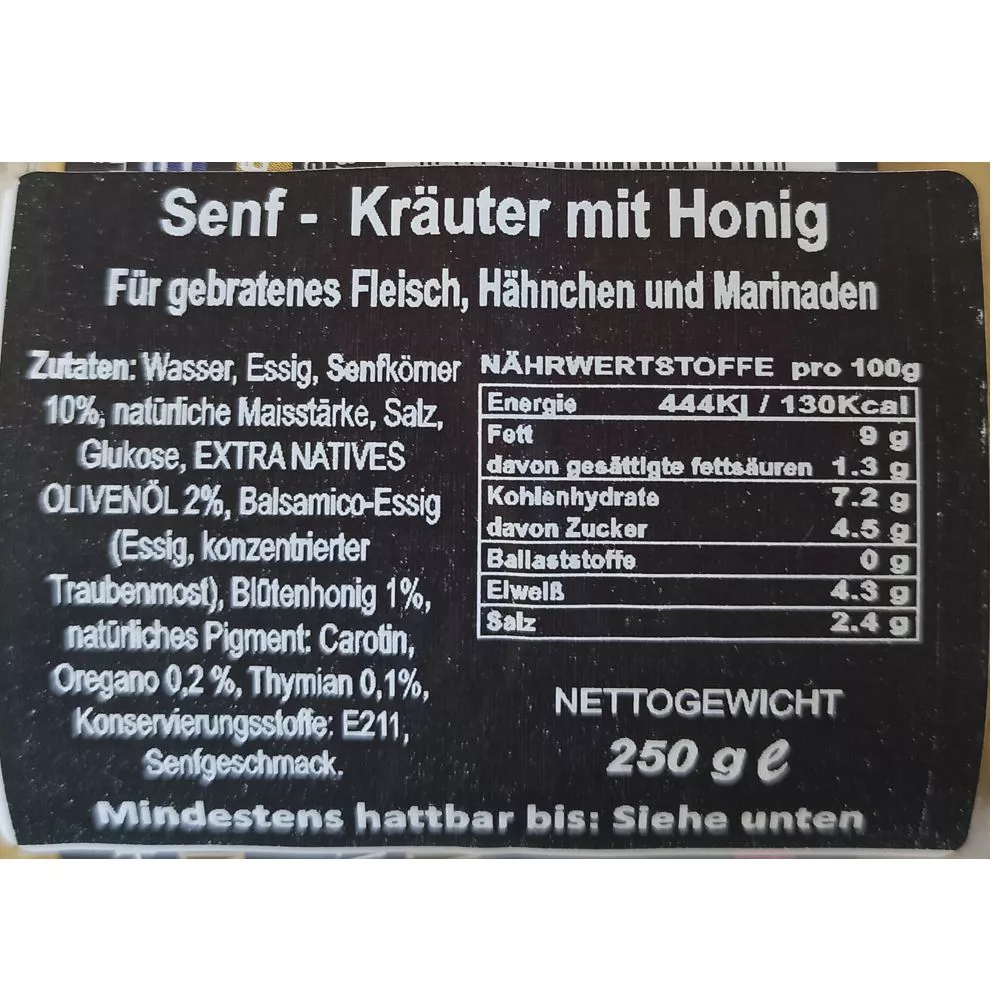 Senf - Kräuter mit Honig
Für gebratenes Fleisch, Hähnchen und Marinaden
Zutaten: Wasser, Essig, Senfkörner
10%, natürliche Maisstärke, Salz,
Glukose, EXTRA NATIVES
OLIVENÖL 2%, Balsamico-Essig
(Essig, konzentrierter
Traubenmost), Blütenhonig 1%,
natürliches Pigment: Carotin,
Oregano 0,2 %, Thymian 0,1%,
Konservierungsstoffe: E211,
Senfgeschmack.
NÄHRWERTSTOFFE pro 100g
Energie 444KJ / 130Kcal
Fett 9 g
davon gesättigte fettsäuren 1.3 g
Kohlenhydrate 7.2 g
davon Zucker 4.5 g
Ballaststoffe 0 g
Eiweiß 4.3 g
Salz 2.4 g
NETTOGEWICHT
250 g ℮
Mindestens hattbar bis: Siehe unten